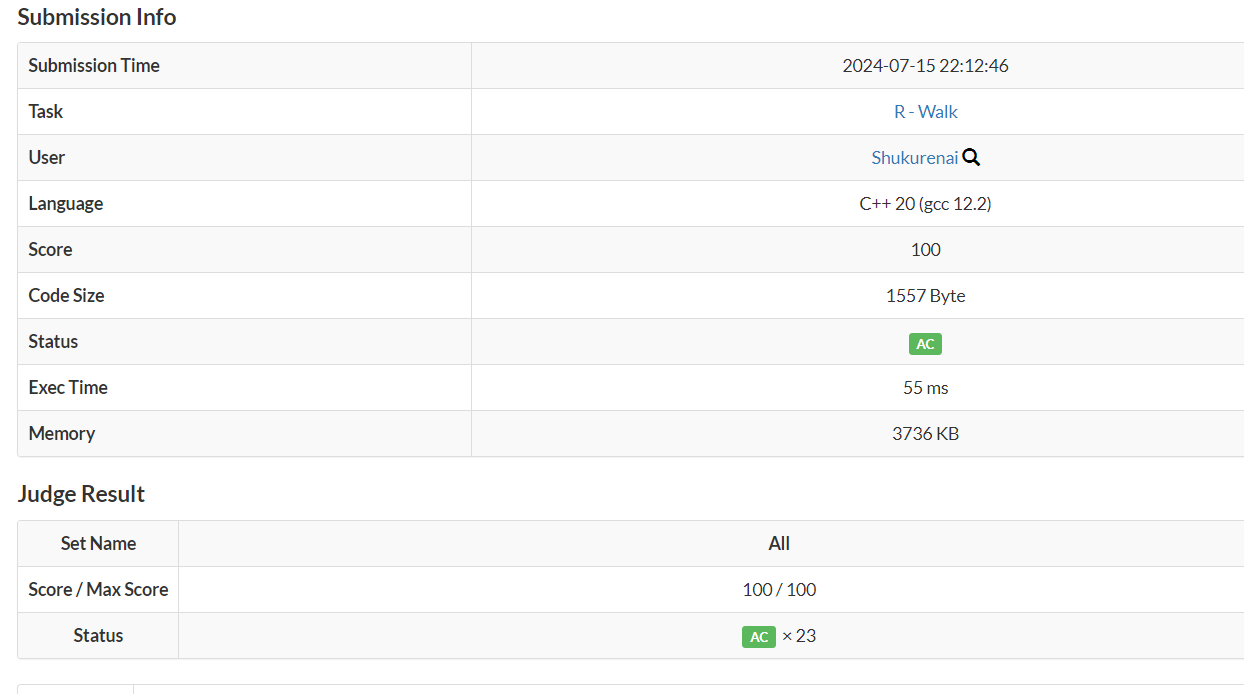 Submission Info
Submission Time 2024-07-15 22:12:46
Task R - Walk
User Shukurenai
Language C++ 20 (gcc 12.2)
Score 100
Code Size 1557 Byte
Status AC
Exec Time 55 ms
Memory 3736 KB
Judge Result
Set Name All
Score / Max Score 100 / 100
Status AC × 23